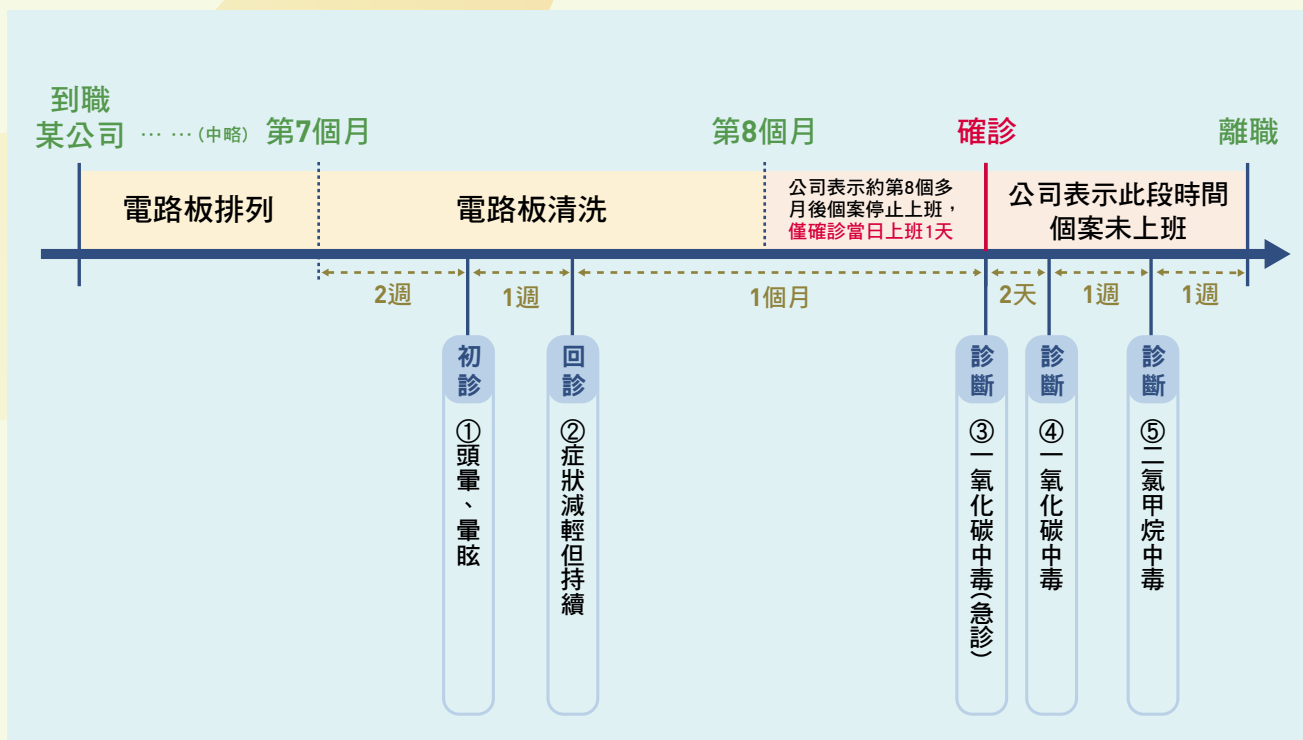 到職
某公司 … …(中略) 第7個月
第8個月
確診
離職
電路板排列
電路板清洗
公司表示約第8個多
月後個案停止上班，
僅確診當日上班1天
公司表示此段時間
個案未上班
2週
1週
1個月
2天
1週
1週
初診
①頭暈、暈眩
回診
②症狀減輕但持續
診斷
③一氧化碳中毒(急診)
診斷
④一氧化碳中毒
診斷
⑤二氯甲烷中毒